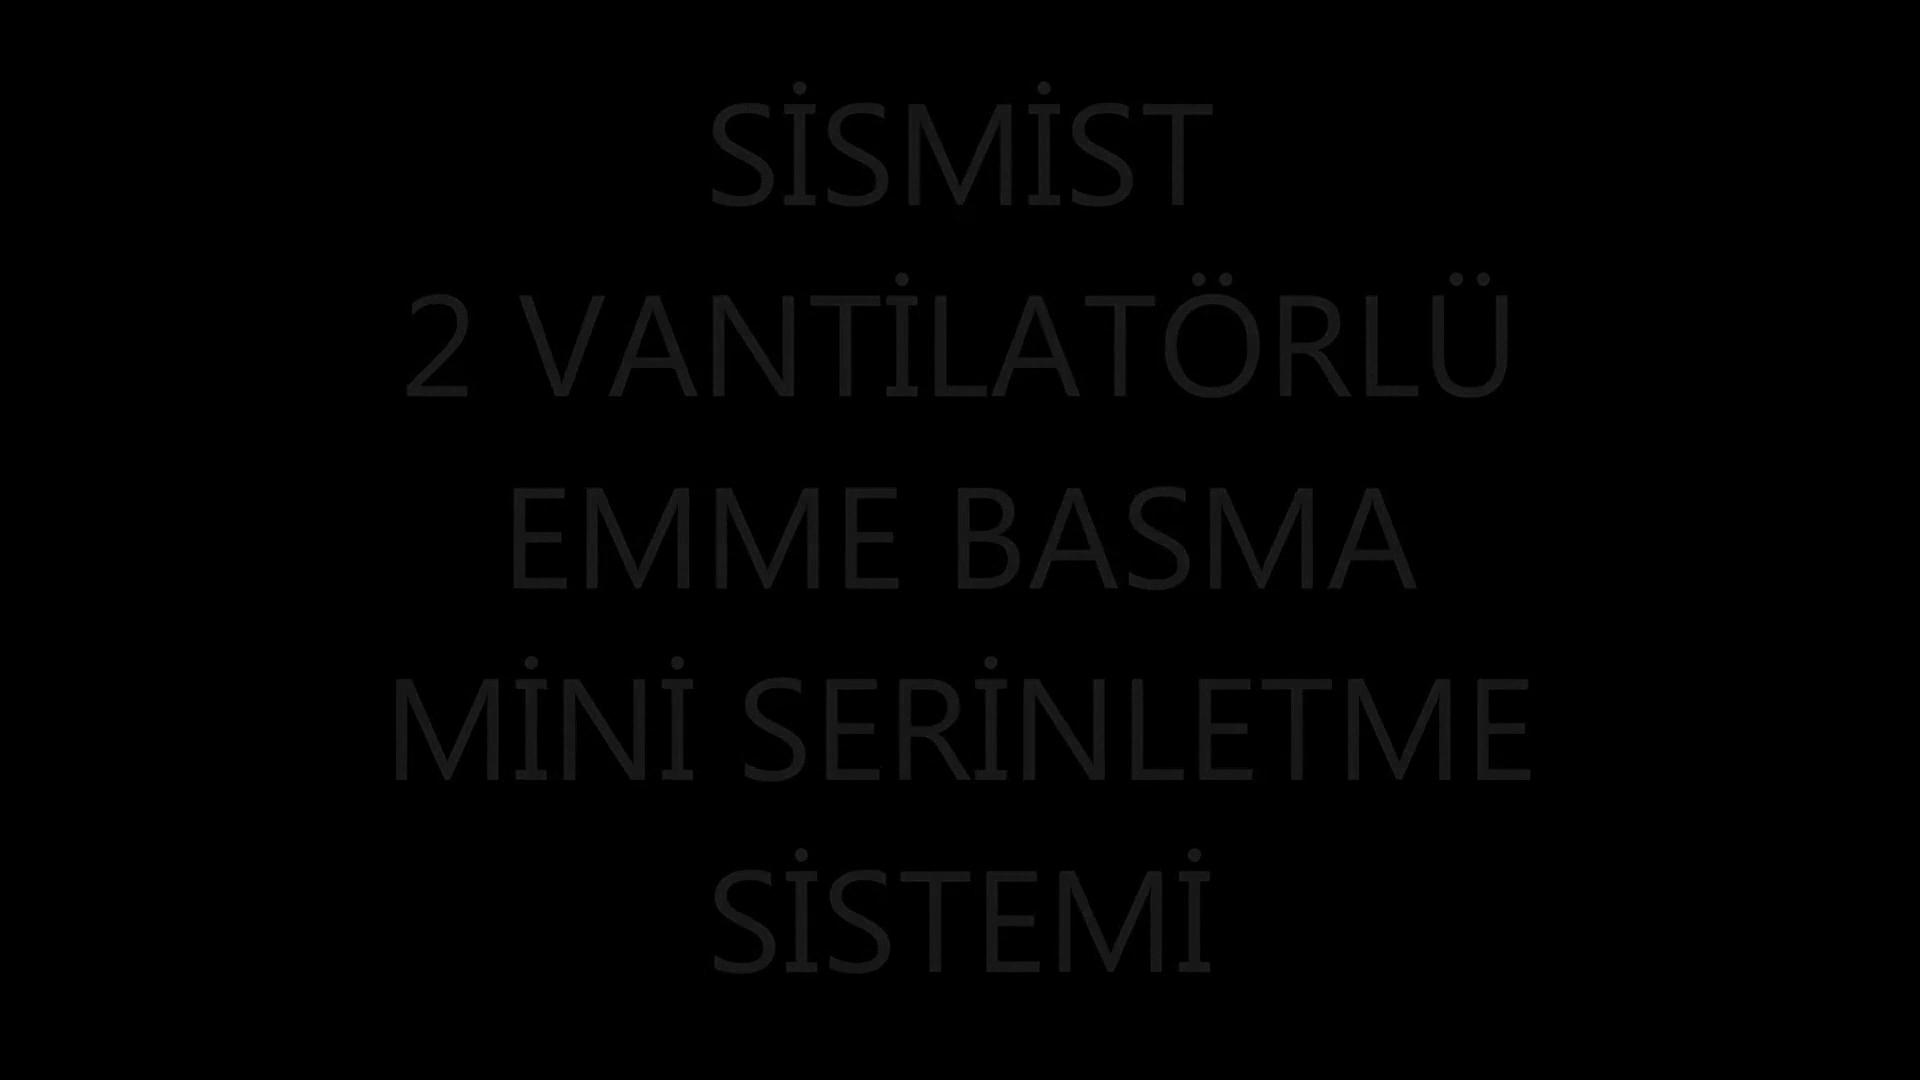 SİSMİST
2 VANTİLATÖRLÜ
EMME BASMA
MİNİ SERİNLETME
SİSTEMİ